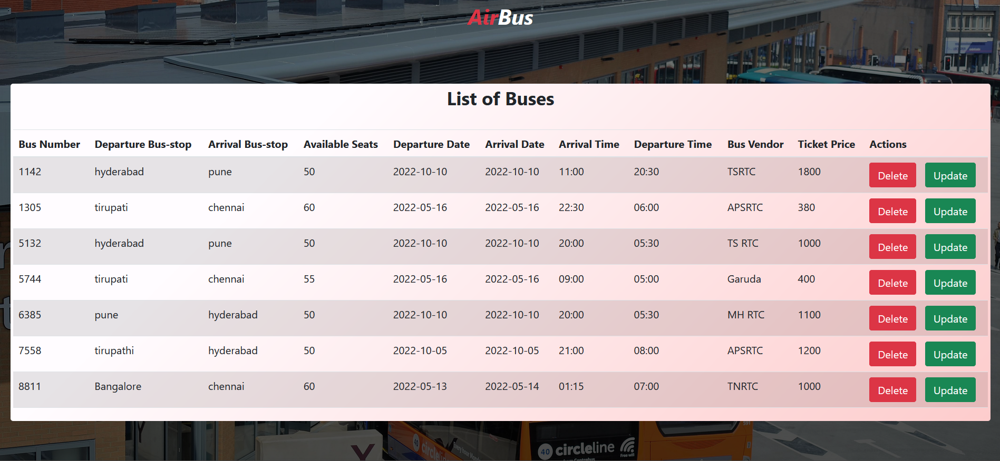 AirBus
List of Buses
Bus Number Departure Bus-stop Arrival Bus-stop Available Seats Departure Date Arrival Date Arrival Time Departure Time Bus Vendor Ticket Price Actions
1142 hyderabad pune 50 2022-10-10 2022-10-10 11:00 20:30 TSRTC 1800 Delete Update
1305 tirupati chennai 60 2022-05-16 2022-05-16 22:30 06:00 APSRTC 380 Delete Update
5132 hyderabad pune 50 2022-10-10 2022-10-10 20:00 05:30 TS RTC 1000 Delete Update
5744 tirupati chennai 55 2022-05-16 2022-05-16 09:00 05:00 Garuda 400 Delete Update
6385 pune hyderabad 50 2022-10-10 2022-10-10 20:00 05:30 MH RTC 1100 Delete Update
7558 tirupathi hyderabad 50 2022-10-05 2022-10-05 21:00 08:00 APSRTC 1200 Delete Update
8811 Bangalore chennai 60 2022-05-13 2022-05-14 01:15 07:00 TNRTC 1000 Delete Update
40 circleline
Every hour
40 circleline
Free wifi
591